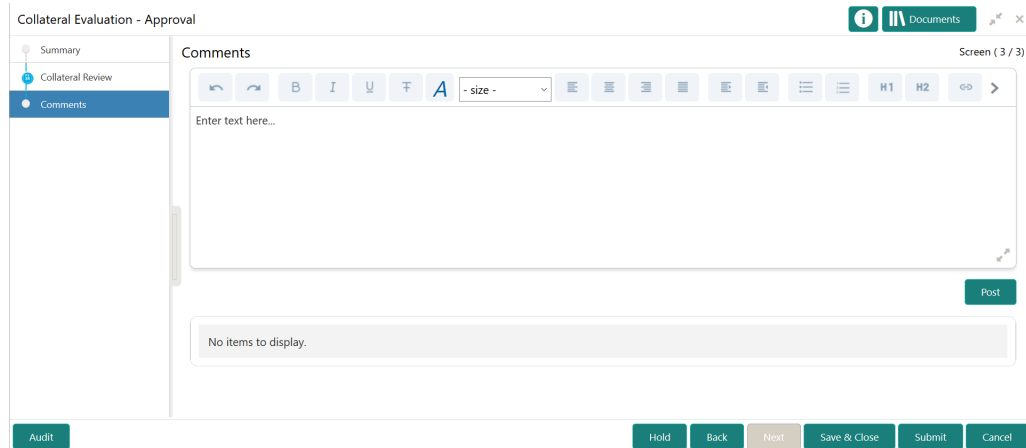 Collateral Evaluation - Approval
Documents
Summary
Collateral Review
Comments
Comments
Screen ( 3 / 3)
B I U T A - size - H1 H2
Enter text here...
Post
No items to display.
Audit
Hold Back Next Save & Close Submit Cancel